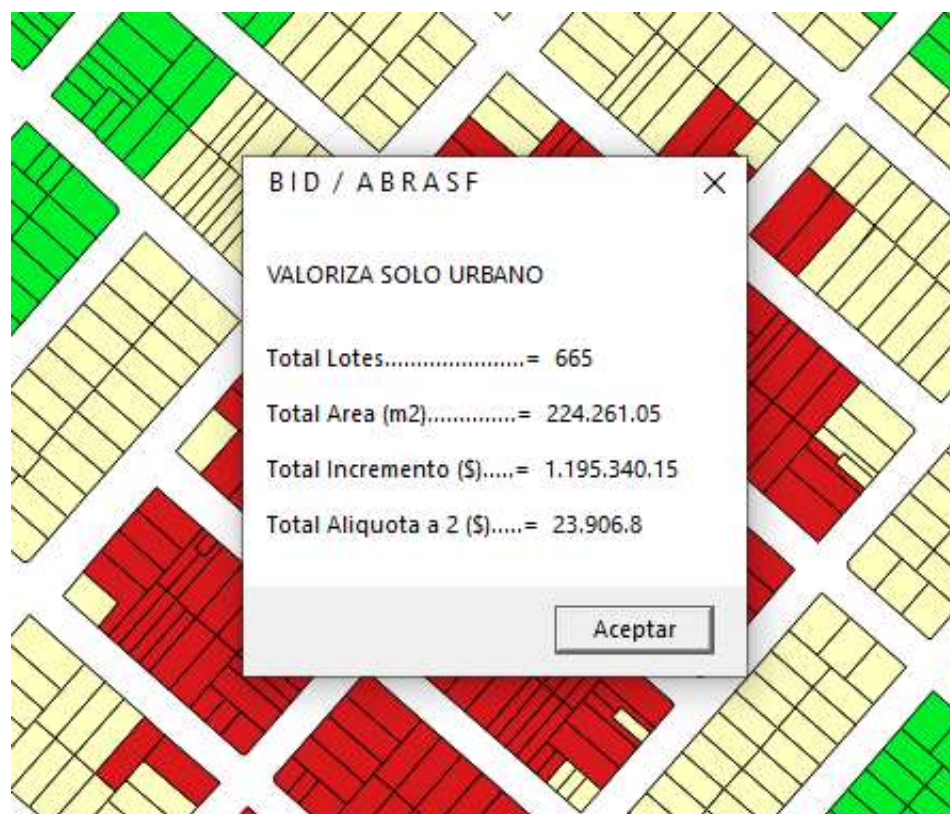 BID / ABRASF
VALORIZA SOLO URBANO
Total Lotes......................= 665
Total Area (m2)..............= 224.261.05
Total Incremento ($).....= 1.195.340.15
Total Aliquota a 2 ($).....= 23.906.8
Aceptar